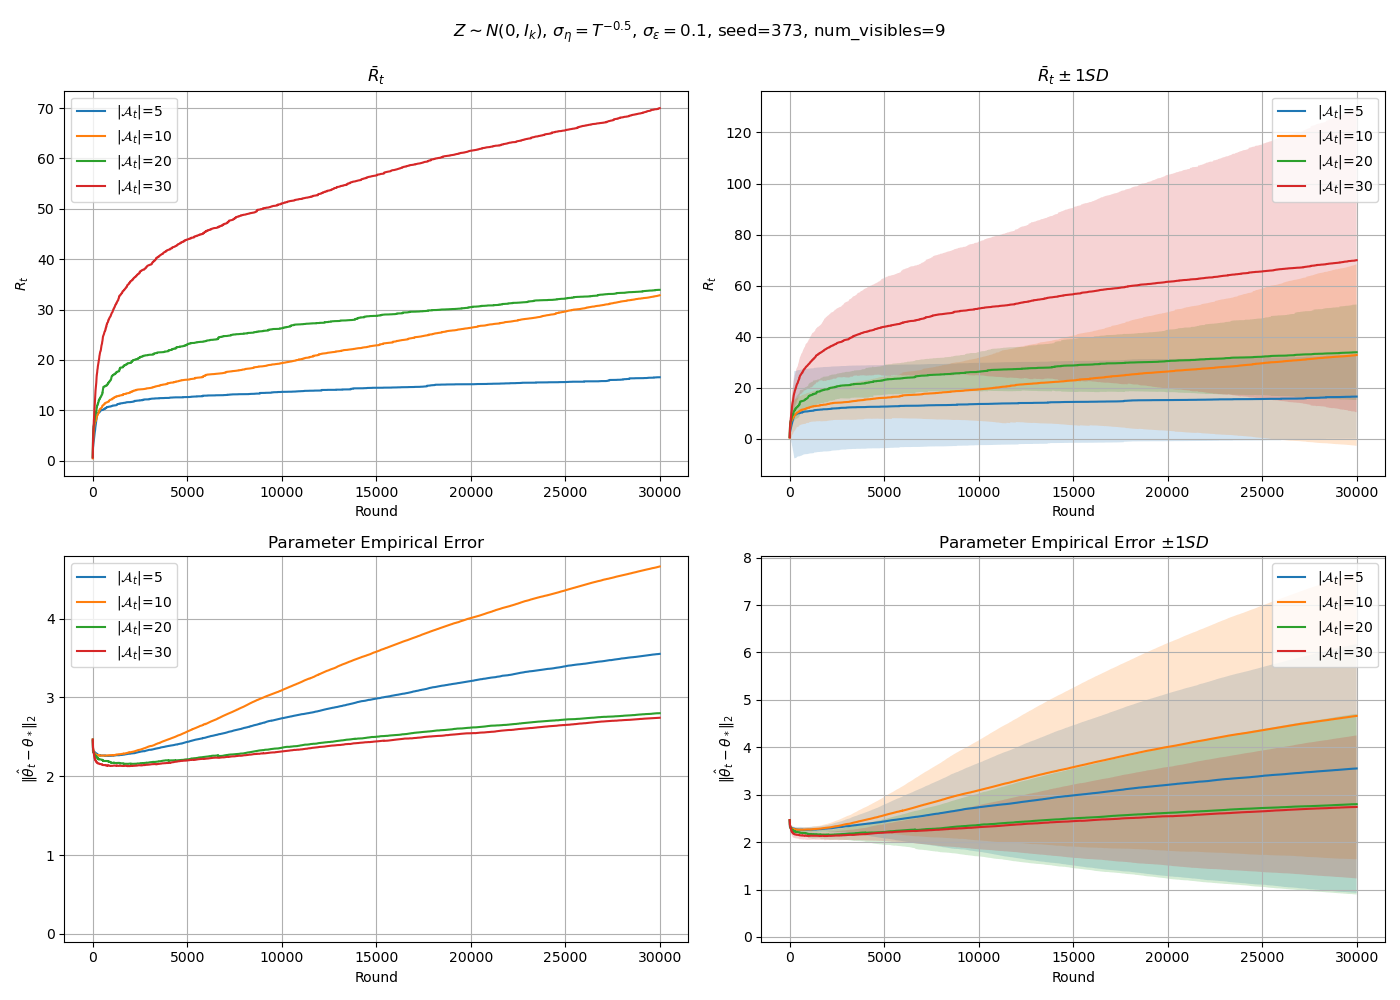 Z ∼ N(0, I_k), σ_η = T^{−0.5}, σ_ε = 0.1, seed=373, num_visibles=9
R̄_t
R_t
70
60
50
40
30
20
10
0
|𝒜_t|=5
|𝒜_t|=10
|𝒜_t|=20
|𝒜_t|=30
0 5000 10000 15000 20000 25000 30000
Round
R̄_t ± 1SD
R_t
120
100
80
60
40
20
0
|𝒜_t|=5
|𝒜_t|=10
|𝒜_t|=20
|𝒜_t|=30
0 5000 10000 15000 20000 25000 30000
Round
Parameter Empirical Error
‖θ̂_t − θ_*‖_2
4
3
2
1
0
|𝒜_t|=5
|𝒜_t|=10
|𝒜_t|=20
|𝒜_t|=30
0 5000 10000 15000 20000 25000 30000
Round
Parameter Empirical Error ±1SD
‖θ̂_t − θ_*‖_2
8
7
6
5
4
3
2
1
0
|𝒜_t|=5
|𝒜_t|=10
|𝒜_t|=20
|𝒜_t|=30
0 5000 10000 15000 20000 25000 30000
Round